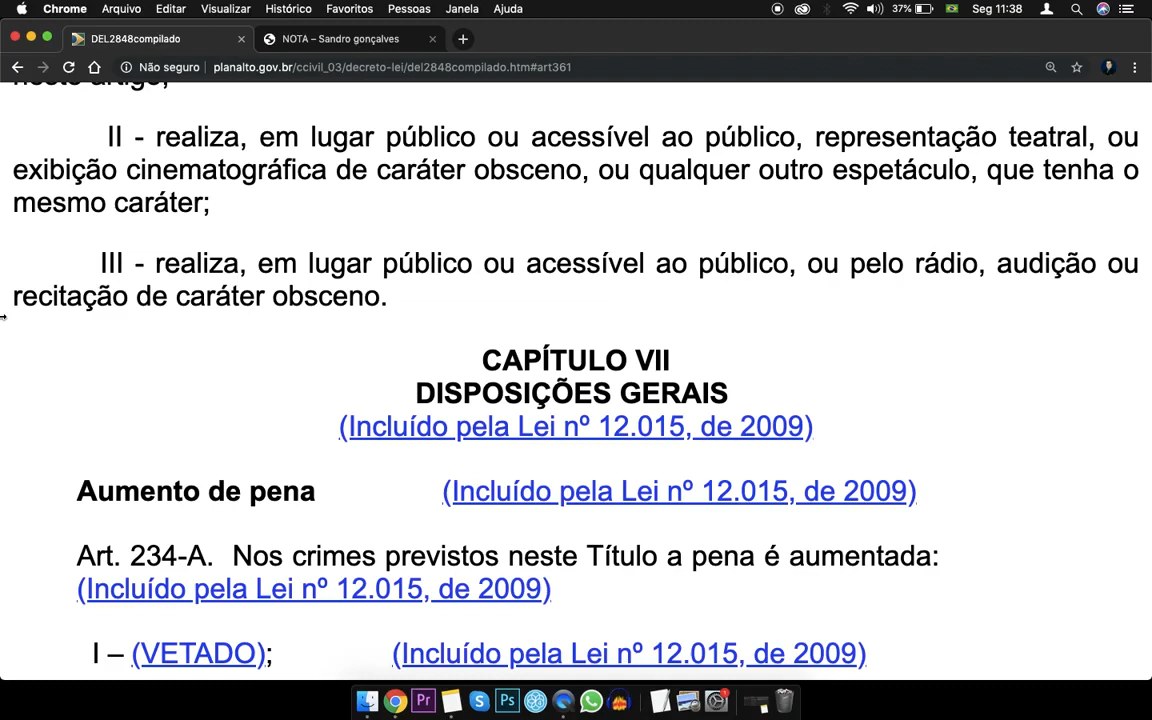 Chrome Arquivo Editar Visualizar Histórico Favoritos Pessoas Janela Ajuda 37% Seg 11:38
DEL2848compilado NOTA – Sandro gonçalves
Não seguro planalto.gov.br/ccivil_03/decreto-lei/del2848compilado.htm#art361
neste artigo;
II - realiza, em lugar público ou acessível ao público, representação teatral, ou
exibição cinematográfica de caráter obsceno, ou qualquer outro espetáculo, que tenha o
mesmo caráter;
III - realiza, em lugar público ou acessível ao público, ou pelo rádio, audição ou
recitação de caráter obsceno.
CAPÍTULO VII
DISPOSIÇÕES GERAIS
(Incluído pela Lei nº 12.015, de 2009)
Aumento de pena (Incluído pela Lei nº 12.015, de 2009)
Art. 234-A. Nos crimes previstos neste Título a pena é aumentada:
(Incluído pela Lei nº 12.015, de 2009)
I – (VETADO); (Incluído pela Lei nº 12.015, de 2009)
Pr Ps